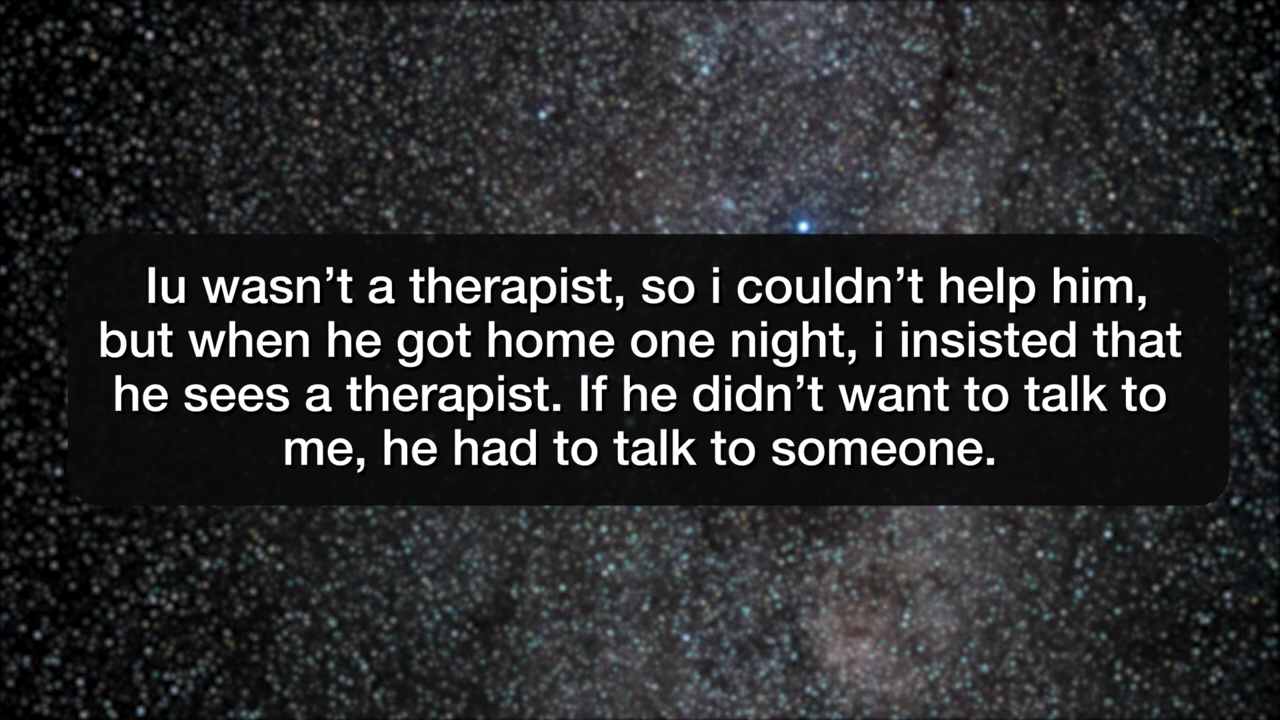 Iu wasn’t a therapist, so i couldn’t help him,
but when he got home one night, i insisted that
he sees a therapist. If he didn’t want to talk to
me, he had to talk to someone.